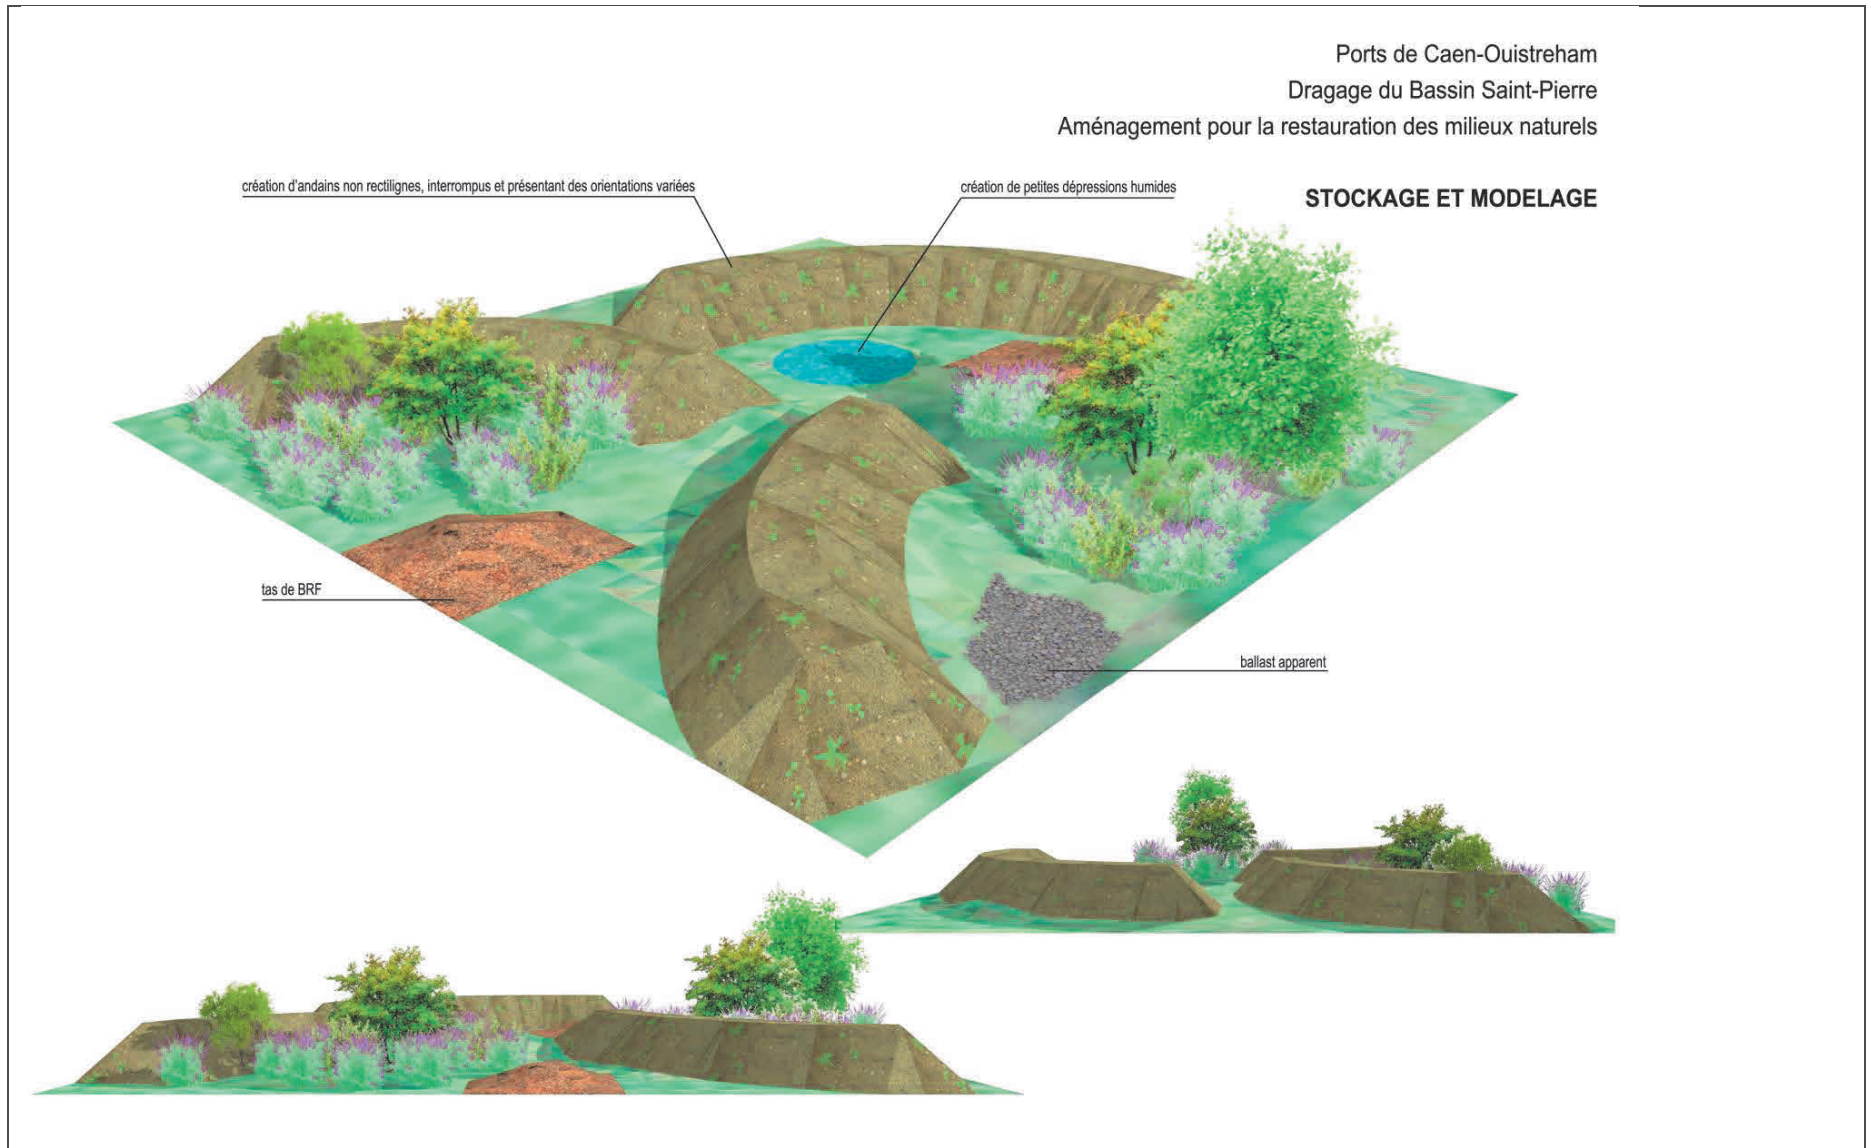 Ports de Caen-Ouistreham
Dragage du Bassin Saint-Pierre
Aménagement pour la restauration des milieux naturels
STOCKAGE ET MODELAGE
création d'andains non rectilignes, interrompus et présentant des orientations variées
création de petites dépressions humides
tas de BRF
ballast apparent